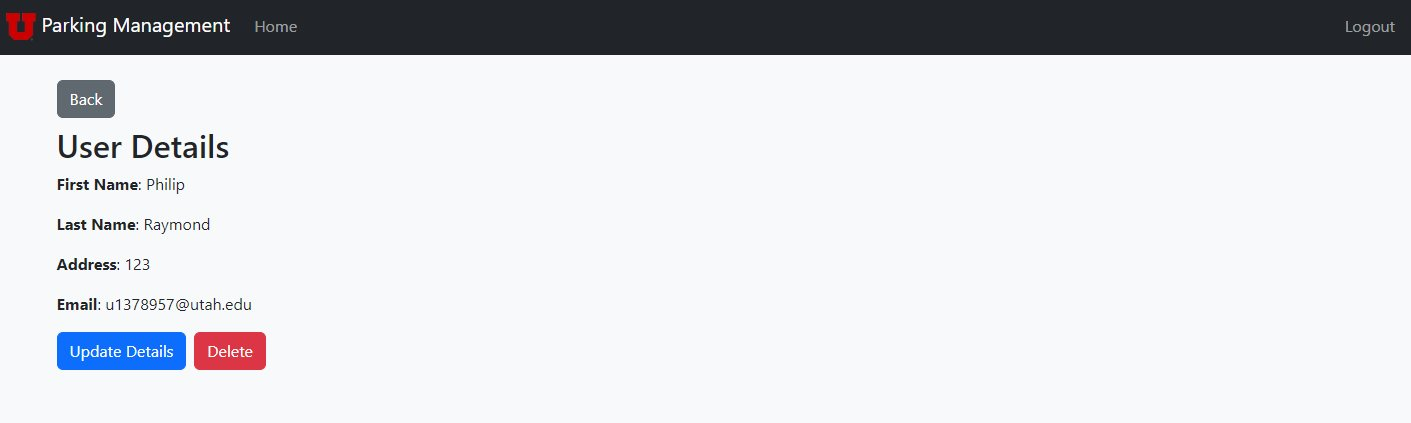 U Parking Management Home Logout
Back
User Details
First Name: Philip
Last Name: Raymond
Address: 123
Email: u1378957@utah.edu
Update Details Delete